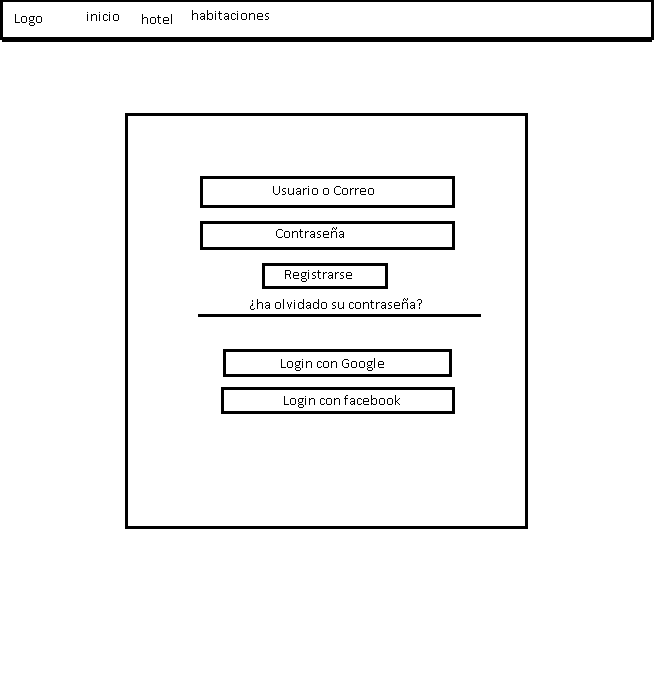 Logo inicio hotel habitaciones
Usuario o Correo
Contraseña
Registrarse
¿ha olvidado su contraseña?
Login con Google
Login con facebook